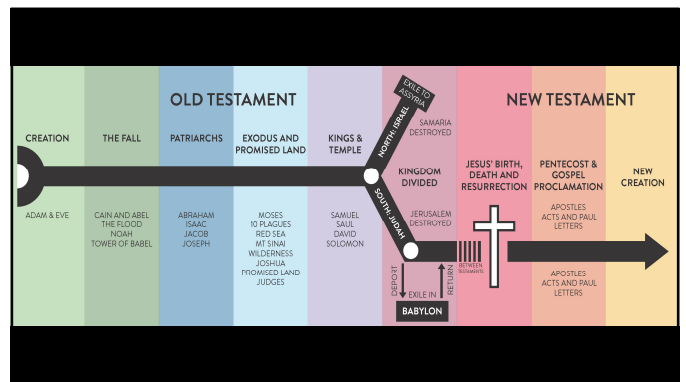 OLD TESTAMENT
NEW TESTAMENT
CREATION
ADAM & EVE
THE FALL
CAIN AND ABEL
THE FLOOD
NOAH
TOWER OF BABEL
PATRIARCHS
ABRAHAM
ISAAC
JACOB
JOSEPH
EXODUS AND
PROMISED LAND
MOSES
10 PLAGUES
RED SEA
MT SINAI
WILDERNESS
JOSHUA
PROMISED LAND
JUDGES
KINGS &
TEMPLE
SAMUEL
SAUL
DAVID
SOLOMON
EXILE TO
ASSYRIA
NORTH: ISRAEL
SAMARIA
DESTROYED
KINGDOM
DIVIDED
SOUTH: JUDAH
JERUSALEM
DESTROYED
DEPORT
EXILE IN
RETURN
BABYLON
BETWEEN
TESTAMENTS
JESUS' BIRTH,
DEATH AND
RESURRECTION
PENTECOST &
GOSPEL
PROCLAMATION
APOSTLES
ACTS AND PAUL
LETTERS
APOSTLES
ACTS AND PAUL
LETTERS
NEW
CREATION